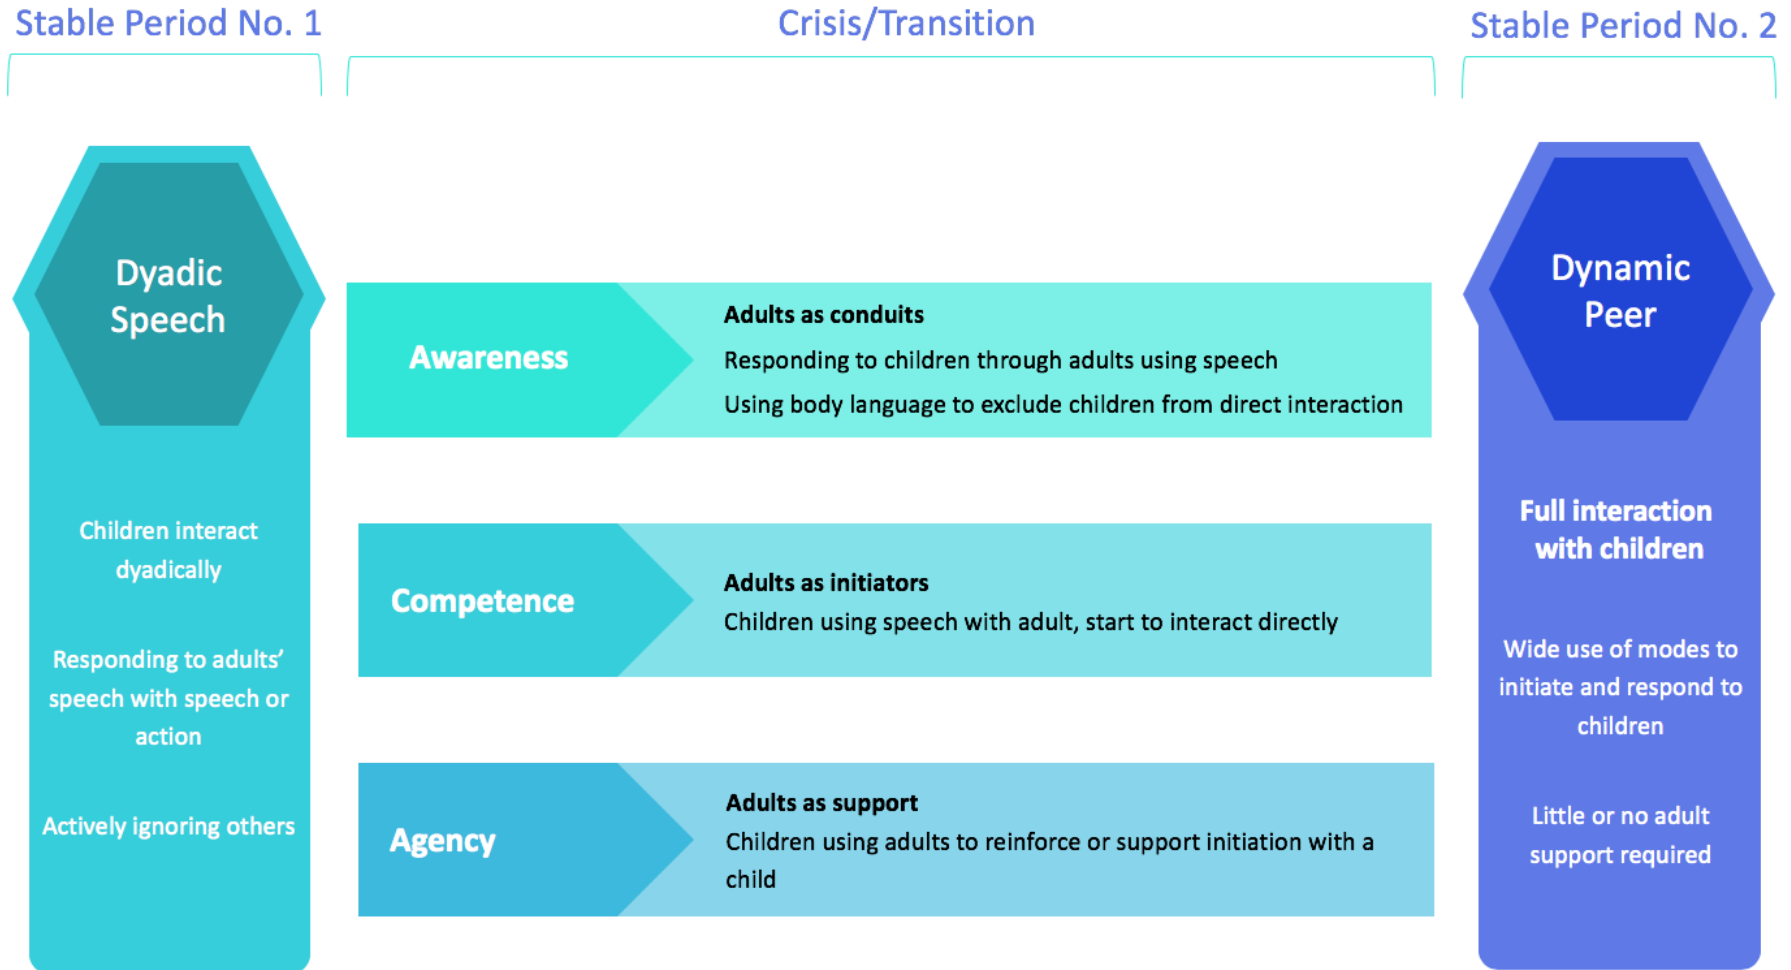 Stable Period No. 1
Crisis/Transition
Stable Period No. 2
Dyadic
Speech
Children interact
dyadically
Responding to adults’
speech with speech or
action
Actively ignoring others
Awareness
Adults as conduits
Responding to children through adults using speech
Using body language to exclude children from direct interaction
Competence
Adults as initiators
Children using speech with adult, start to interact directly
Agency
Adults as support
Children using adults to reinforce or support initiation with a
child
Dynamic
Peer
Full interaction
with children
Wide use of modes to
initiate and respond to
children
Little or no adult
support required